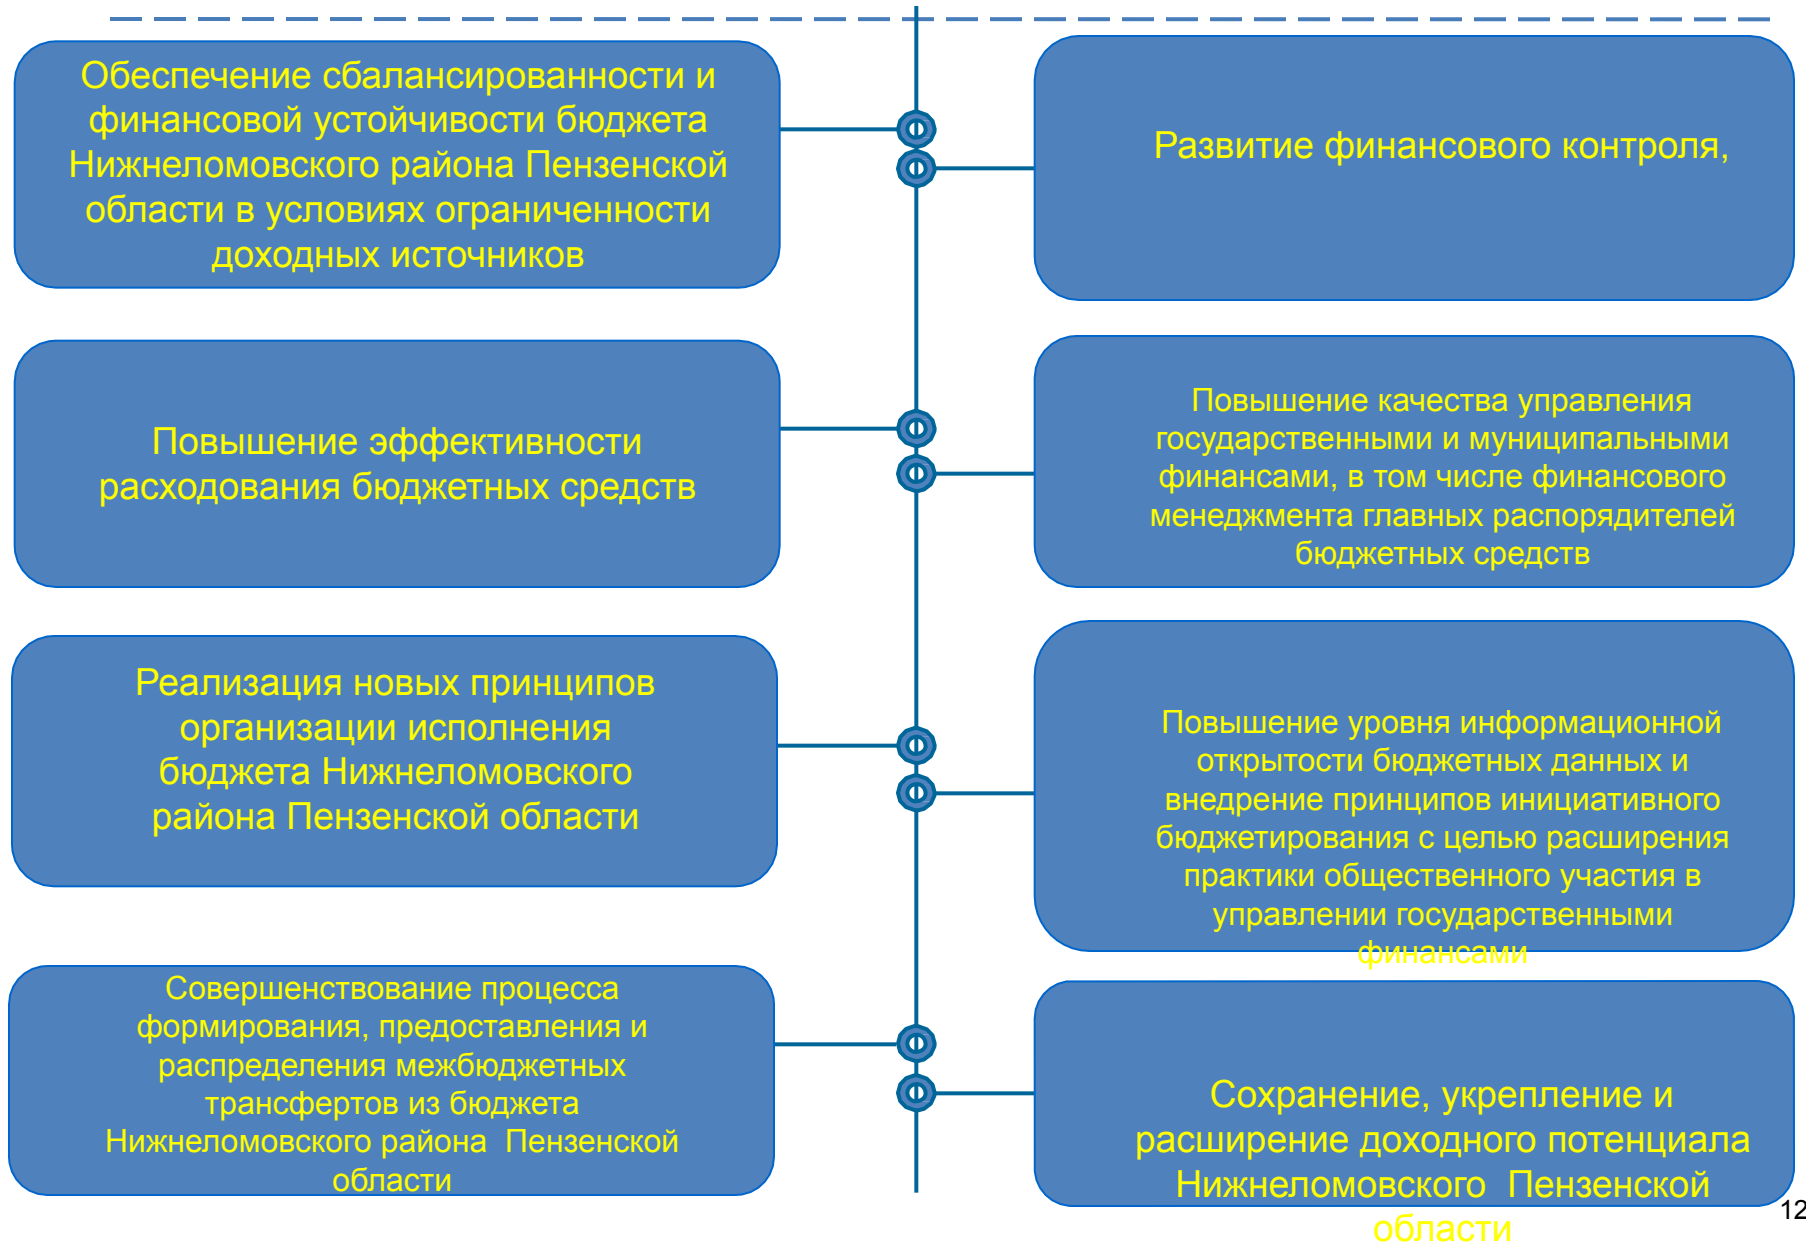 Обеспечение сбалансированности и
финансовой устойчивости бюджета
Нижнеломовского района Пензенской
области в условиях ограниченности
доходных источников
Развитие финансового контроля,
Повышение эффективности
расходования бюджетных средств
Повышение качества управления
государственными и муниципальными
финансами, в том числе финансового
менеджмента главных распорядителей
бюджетных средств
Реализация новых принципов
организации исполнения
бюджета Нижнеломовского
района Пензенской области
Повышение уровня информационной
открытости бюджетных данных и
внедрение принципов инициативного
бюджетирования с целью расширения
практики общественного участия в
управлении государственными
финансами
Совершенствование процесса
формирования, предоставления и
распределения межбюджетных
трансфертов из бюджета
Нижнеломовского района  Пензенской
области
Сохранение, укрепление и
расширение доходного потенциала
Нижнеломовского  Пензенской
области
12